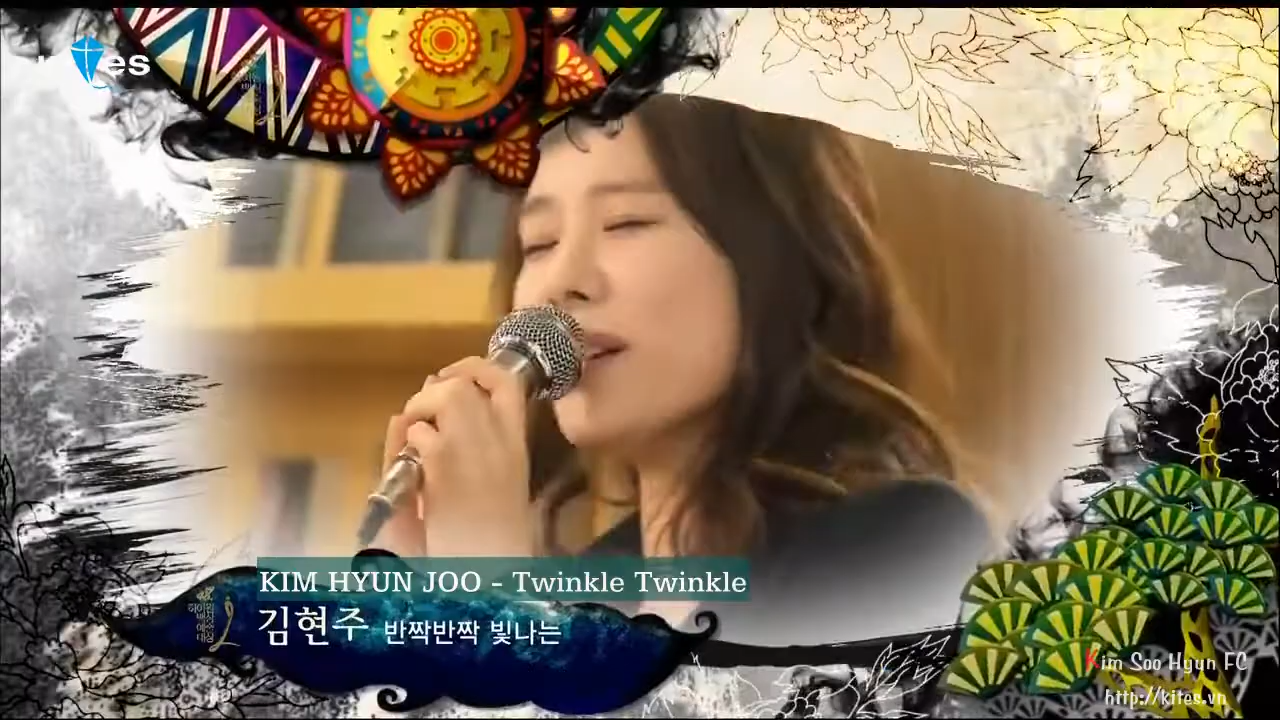 KIM HYUN JOO - Twinkle Twinkle
김현주 반짝반짝 빛나는
Kim Soo Hyun FC
http://kites.vn